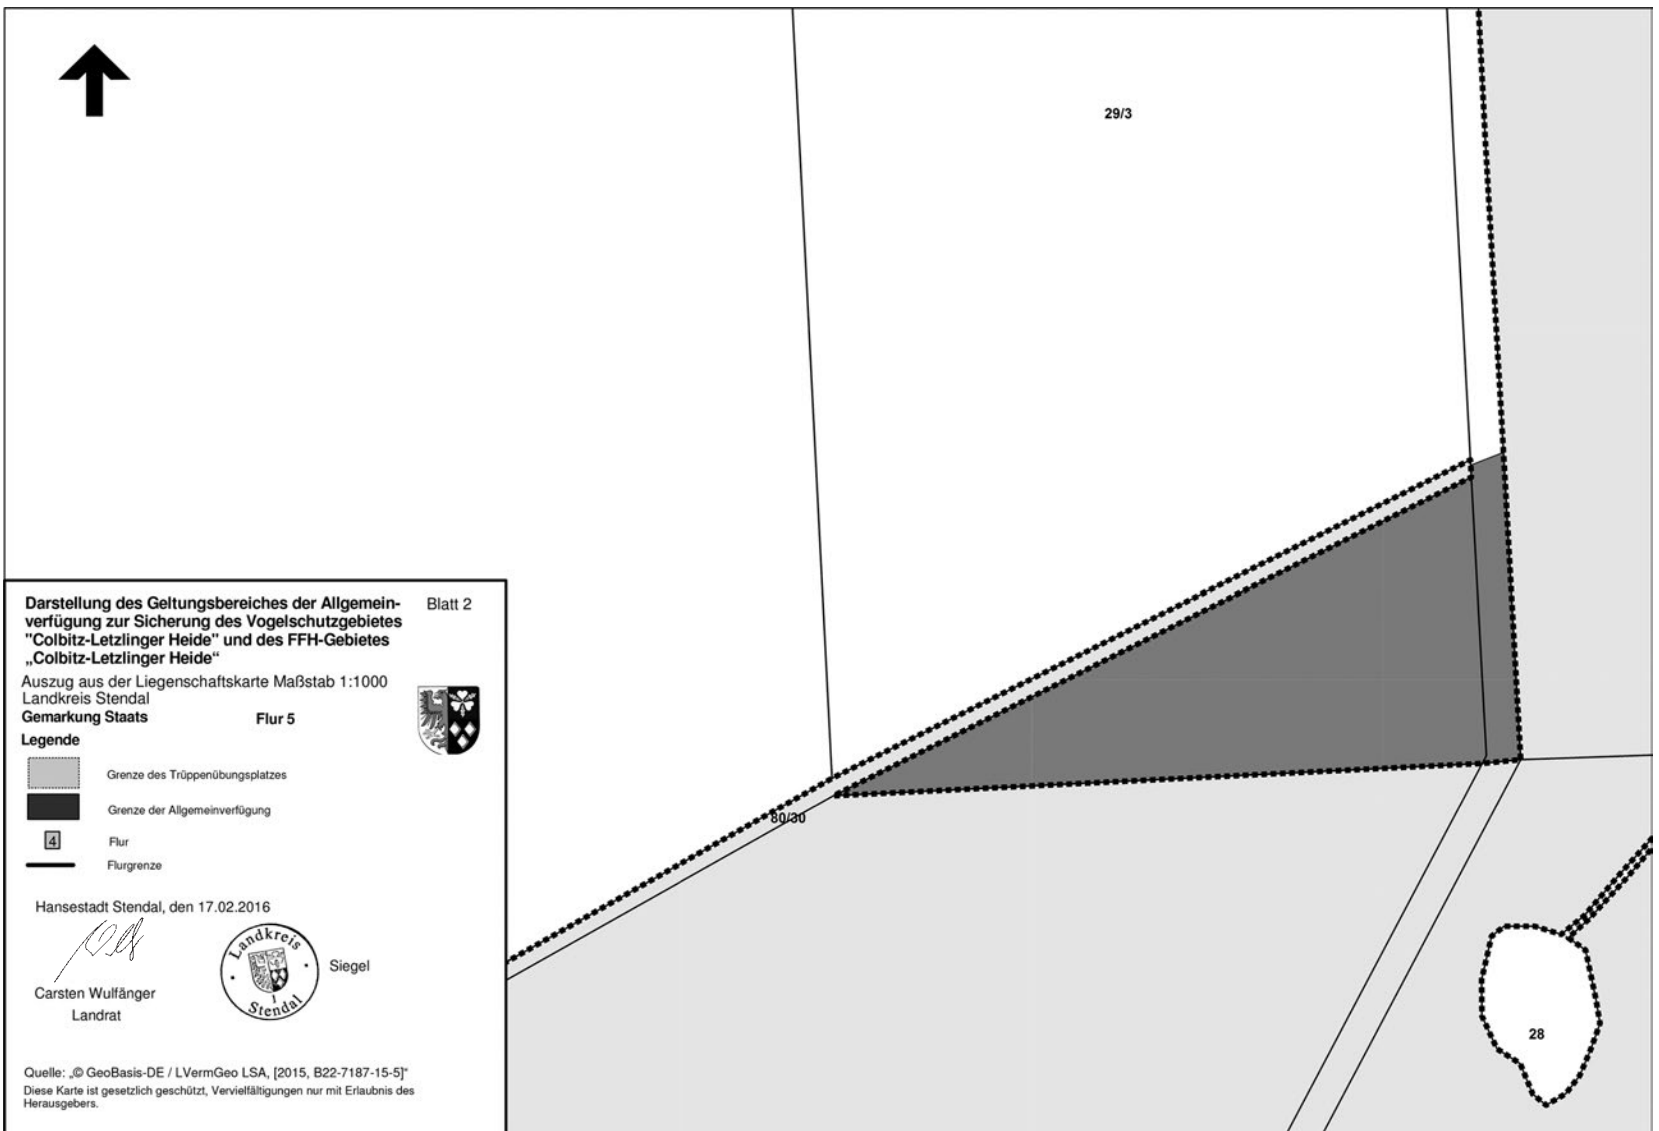 29/3
80/30
28
Darstellung des Geltungsbereiches der Allgemein- Blatt 2
verfügung zur Sicherung des Vogelschutzgebietes
"Colbitz-Letzlinger Heide" und des FFH-Gebietes
„Colbitz-Letzlinger Heide“
Auszug aus der Liegenschaftskarte Maßstab 1:1000
Landkreis Stendal
Gemarkung Staats Flur 5
Legende
Grenze des Trüppenübungsplatzes
Grenze der Allgemeinverfügung
4 Flur
Flurgrenze
Hansestadt Stendal, den 17.02.2016
Landkreis
1
Stendal
Siegel
Carsten Wulfänger
Landrat
Quelle: „© GeoBasis-DE / LVermGeo LSA, [2015, B22-7187-15-5]“
Diese Karte ist gesetzlich geschützt, Vervielfältigungen nur mit Erlaubnis des
Herausgebers.